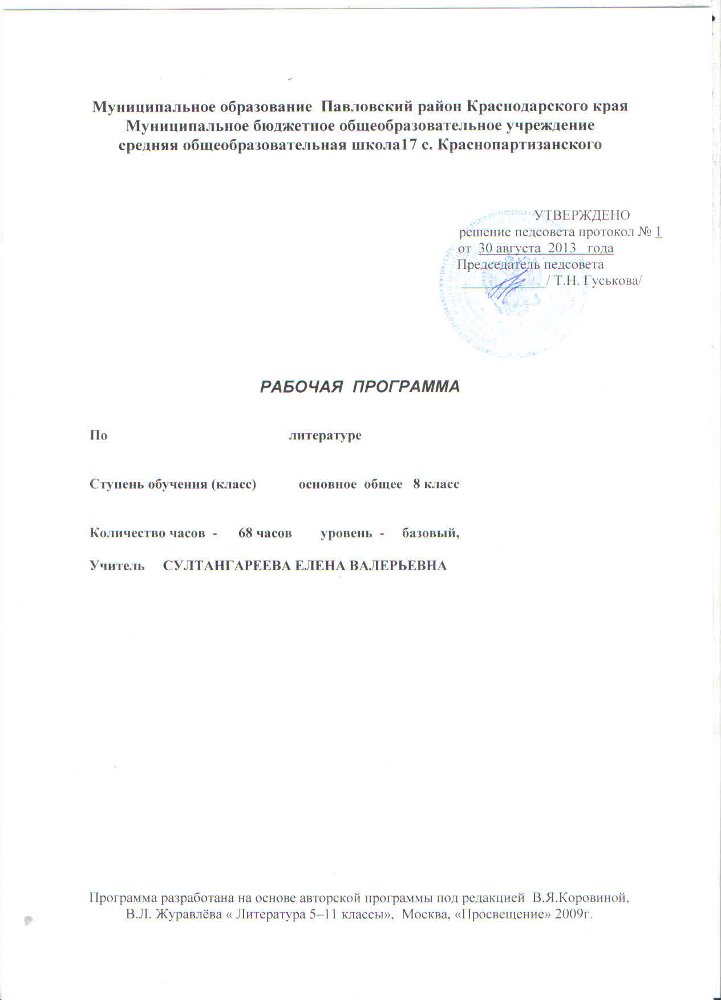 Муниципальное образование Павловский район Краснодарского края
Муниципальное бюджетное общеобразовательное учреждение
средняя общеобразовательная школа17 с. Краснопартизанского
УТВЕРЖДЕНО
решение педсовета протокол № 1
от 30 августа 2013 года
Председатель педсовета
____________/ Т.Н. Гуськова/
РАБОЧАЯ ПРОГРАММА
По литературе
Ступень обучения (класс) основное общее 8 класс
Количество часов - 68 часов уровень - базовый,
Учитель СУЛТАНГАРЕЕВА ЕЛЕНА ВАЛЕРЬЕВНА
Программа разработана на основе авторской программы под редакцией В.Я.Коровиной,
В.Л. Журавлёва « Литература 5–11 классы», Москва, «Просвещение» 2009г.